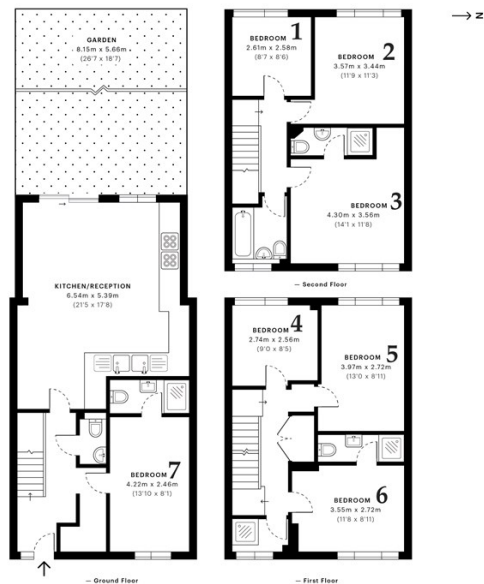 GARDEN
8.15m x 5.66m
(26'7 x 18'7)
KITCHEN/RECEPTION
6.54m x 5.39m
(21'5 x 17'8)
BEDROOM 7
4.22m x 2.46m
(13'10 x 8'1)
— Ground Floor
N
BEDROOM 1
2.61m x 2.58m
(8'7 x 8'6)
BEDROOM 2
3.57m x 3.44m
(11'9 x 11'3)
BEDROOM 3
4.30m x 3.56m
(14'1 x 11'8)
— Second Floor
BEDROOM 4
2.74m x 2.56m
(9'0 x 8'5)
BEDROOM 5
3.97m x 2.72m
(13'0 x 8'11)
BEDROOM 6
3.55m x 2.72m
(11'8 x 8'11)
— First Floor